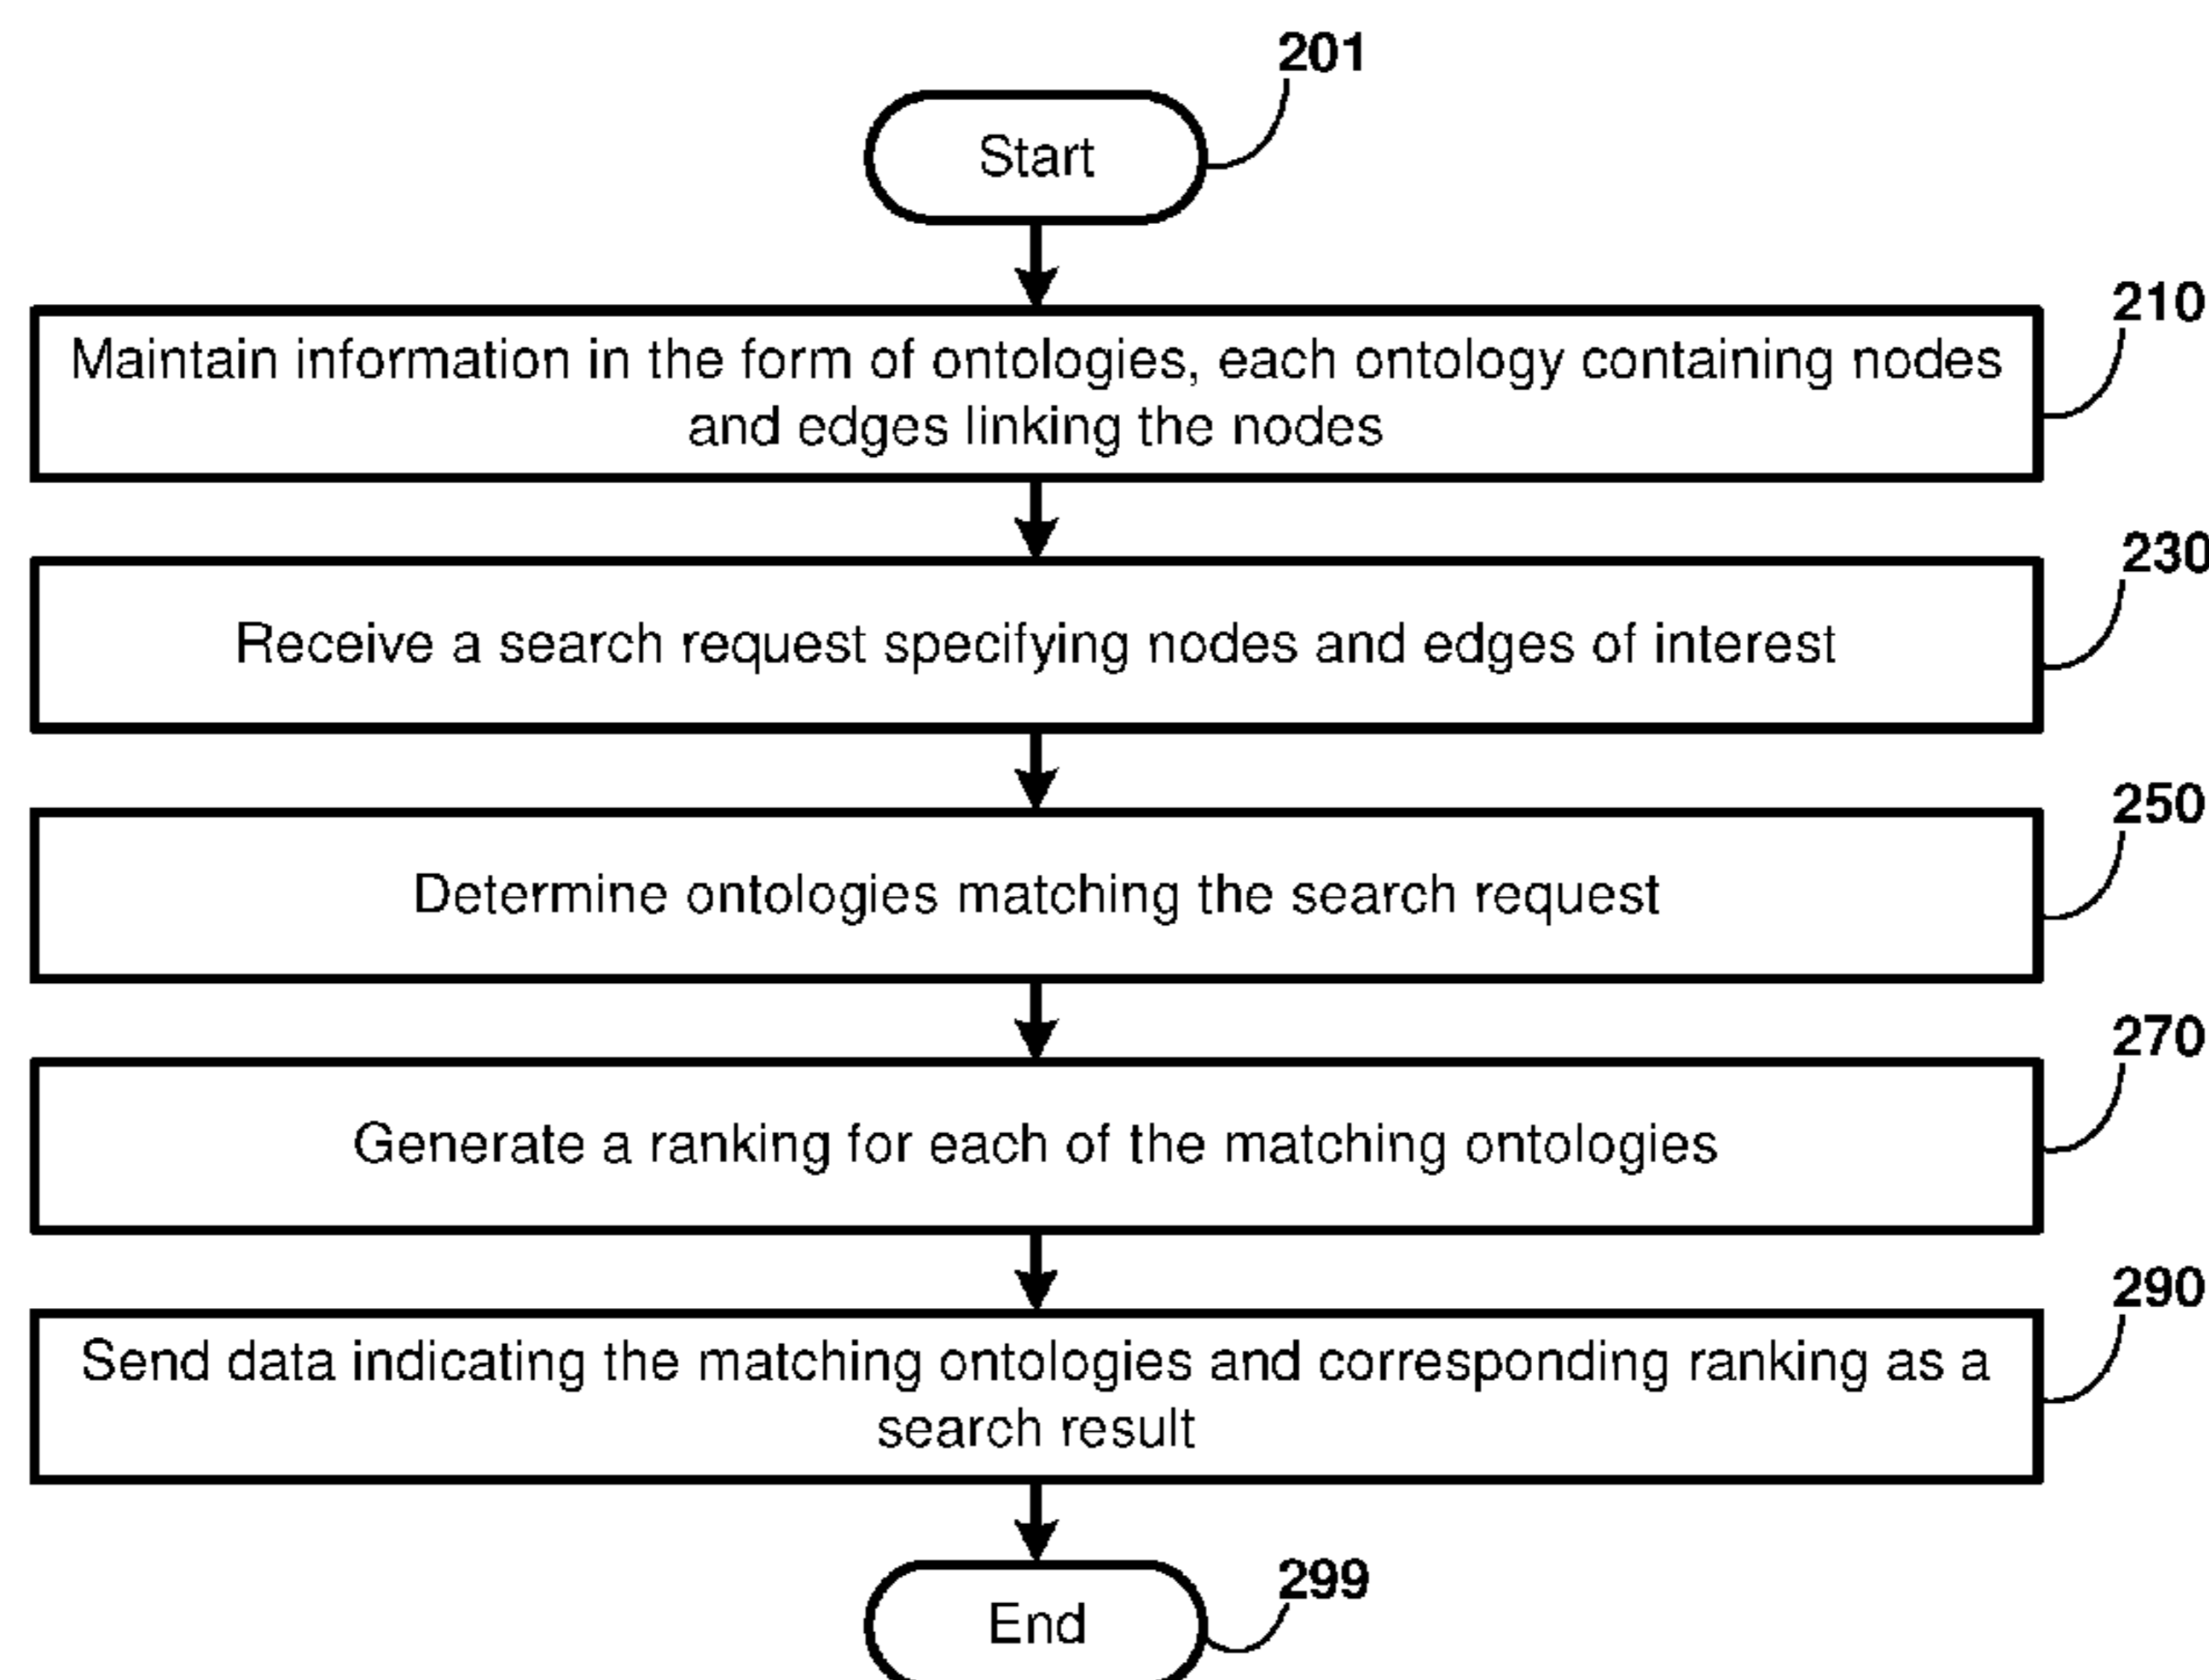 201
Start
210
Maintain information in the form of ontologies, each ontology containing nodes
and edges linking the nodes
230
Receive a search request specifying nodes and edges of interest
250
Determine ontologies matching the search request
270
Generate a ranking for each of the matching ontologies
290
Send data indicating the matching ontologies and corresponding ranking as a
search result
299
End